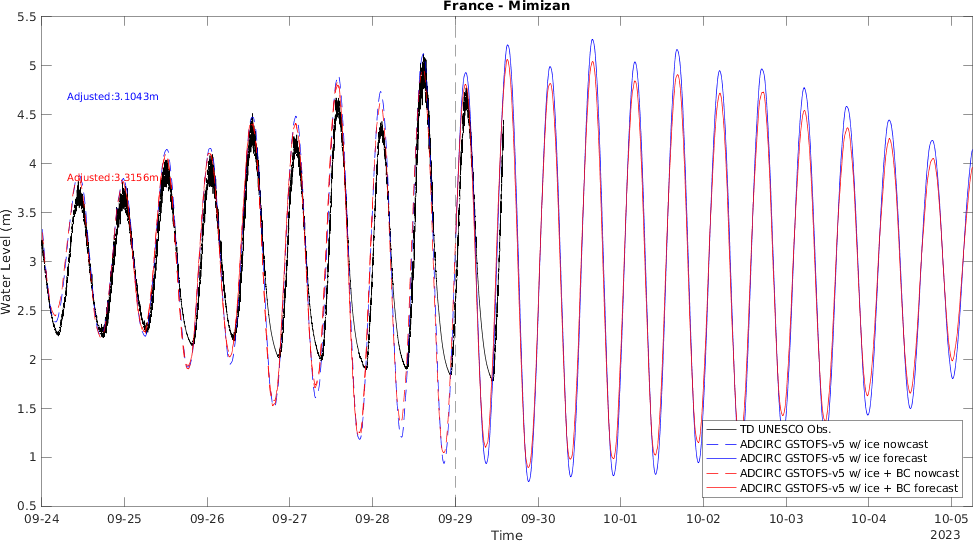 France - Mimizan
5.5
5
4.5
4
3.5
3
2.5
2
1.5
1
0.5
Water Level (m)
Adjusted:3.1043m
Adjusted:3.3156m
TD UNESCO Obs.
ADCIRC GSTOFS-v5 w/ ice nowcast
ADCIRC GSTOFS-v5 w/ ice forecast
ADCIRC GSTOFS-v5 w/ ice + BC nowcast
ADCIRC GSTOFS-v5 w/ ice + BC forecast
09-24 09-25 09-26 09-27 09-28 09-29 09-30 10-01 10-02 10-03 10-04 10-05
2023
Time